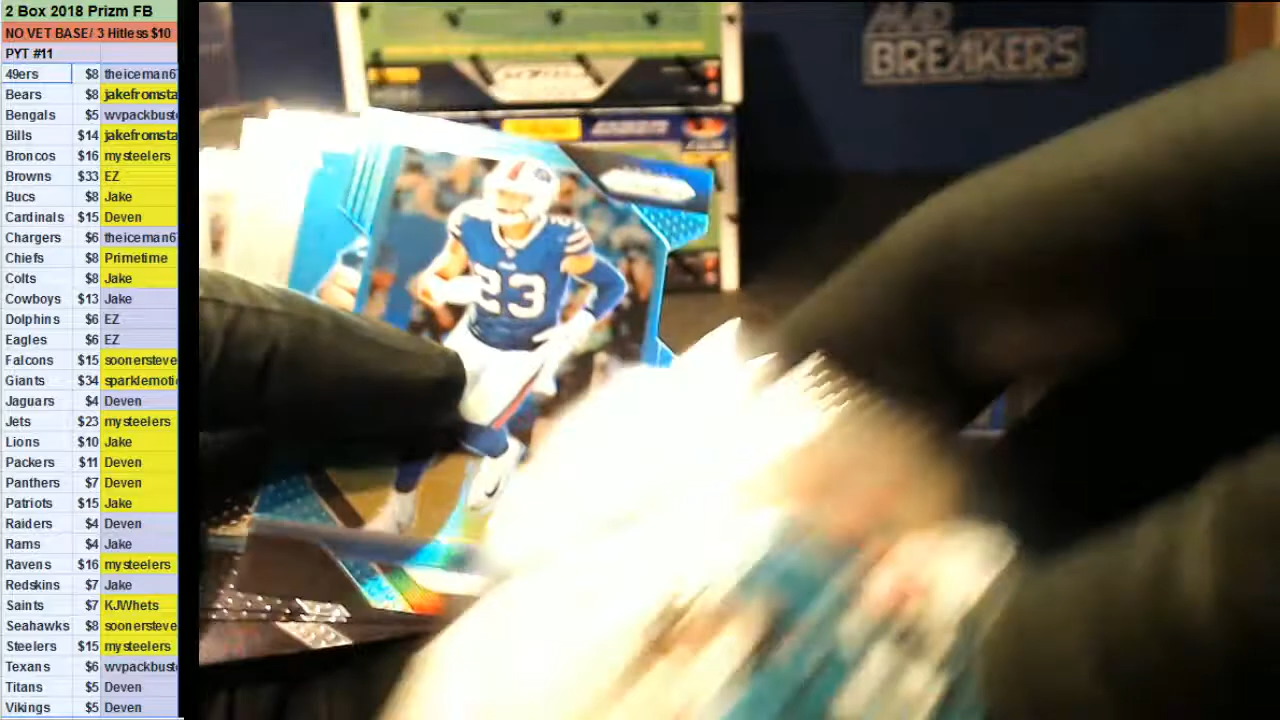 2 Box 2018 Prizm FB
NO VET BASE/ 3 Hitless $10
PYT #11
49ers $8 theiceman6
Bears $8 jakefromsta
Bengals $5 wvpackbust
Bills $14 jakefromsta
Broncos $16 mysteelers
Browns $33 EZ
Bucs $8 Jake
Cardinals $15 Deven
Chargers $6 theiceman6
Chiefs $8 Primetime
Colts $8 Jake
Cowboys $13 Jake
Dolphins $6 EZ
Eagles $6 EZ
Falcons $15 soonersteve
Giants $34 sparklemoti
Jaguars $4 Deven
Jets $23 mysteelers
Lions $10 Jake
Packers $11 Deven
Panthers $7 Deven
Patriots $15 Jake
Raiders $4 Deven
Rams $4 Jake
Ravens $16 mysteelers
Redskins $7 Jake
Saints $7 KJWhets
Seahawks $8 soonersteve
Steelers $15 mysteelers
Texans $6 wvpackbust
Titans $5 Deven
Vikings $5 Deven
BREAKERS
23